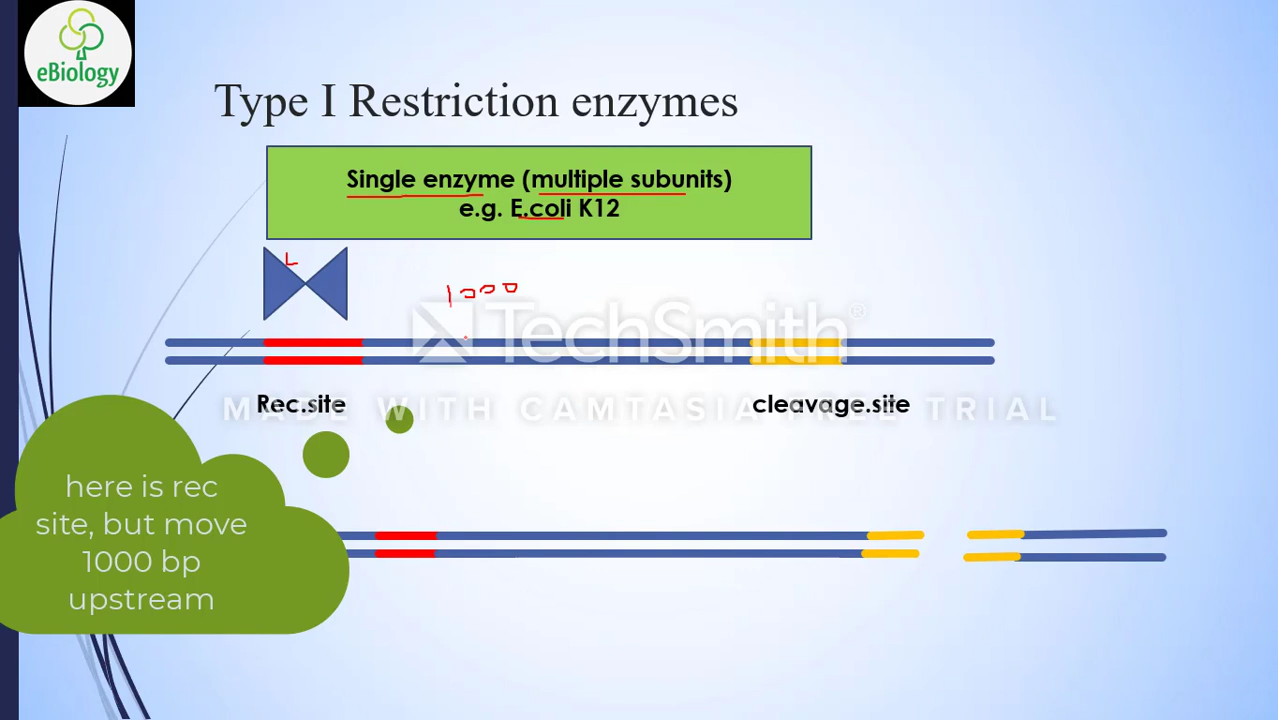 eBiology
Type I Restriction enzymes
Single enzyme (multiple subunits)
e.g. E.coli K12
1000
TechSmith®
MADE WITH CAMTASIA FREE TRIAL
Rec.site
cleavage.site
here is rec
site, but move
1000 bp
upstream